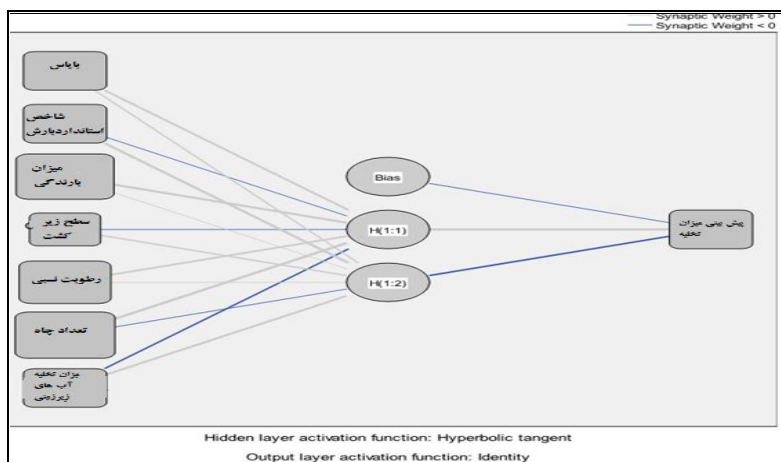 Synaptic Weight > 0
Synaptic Weight < 0
بایاس
شاخص
استانداردبارش
میزان
بارندگی
سطح زیر
کشت
رطوبت نسبی
تعداد چاه
میزان تخلیه
آب های
زیرزمینی
Bias
H(1:1)
H(1:2)
پیش بینی میزان
تخلیه
Hidden layer activation function: Hyperbolic tangent
Output layer activation function: Identity